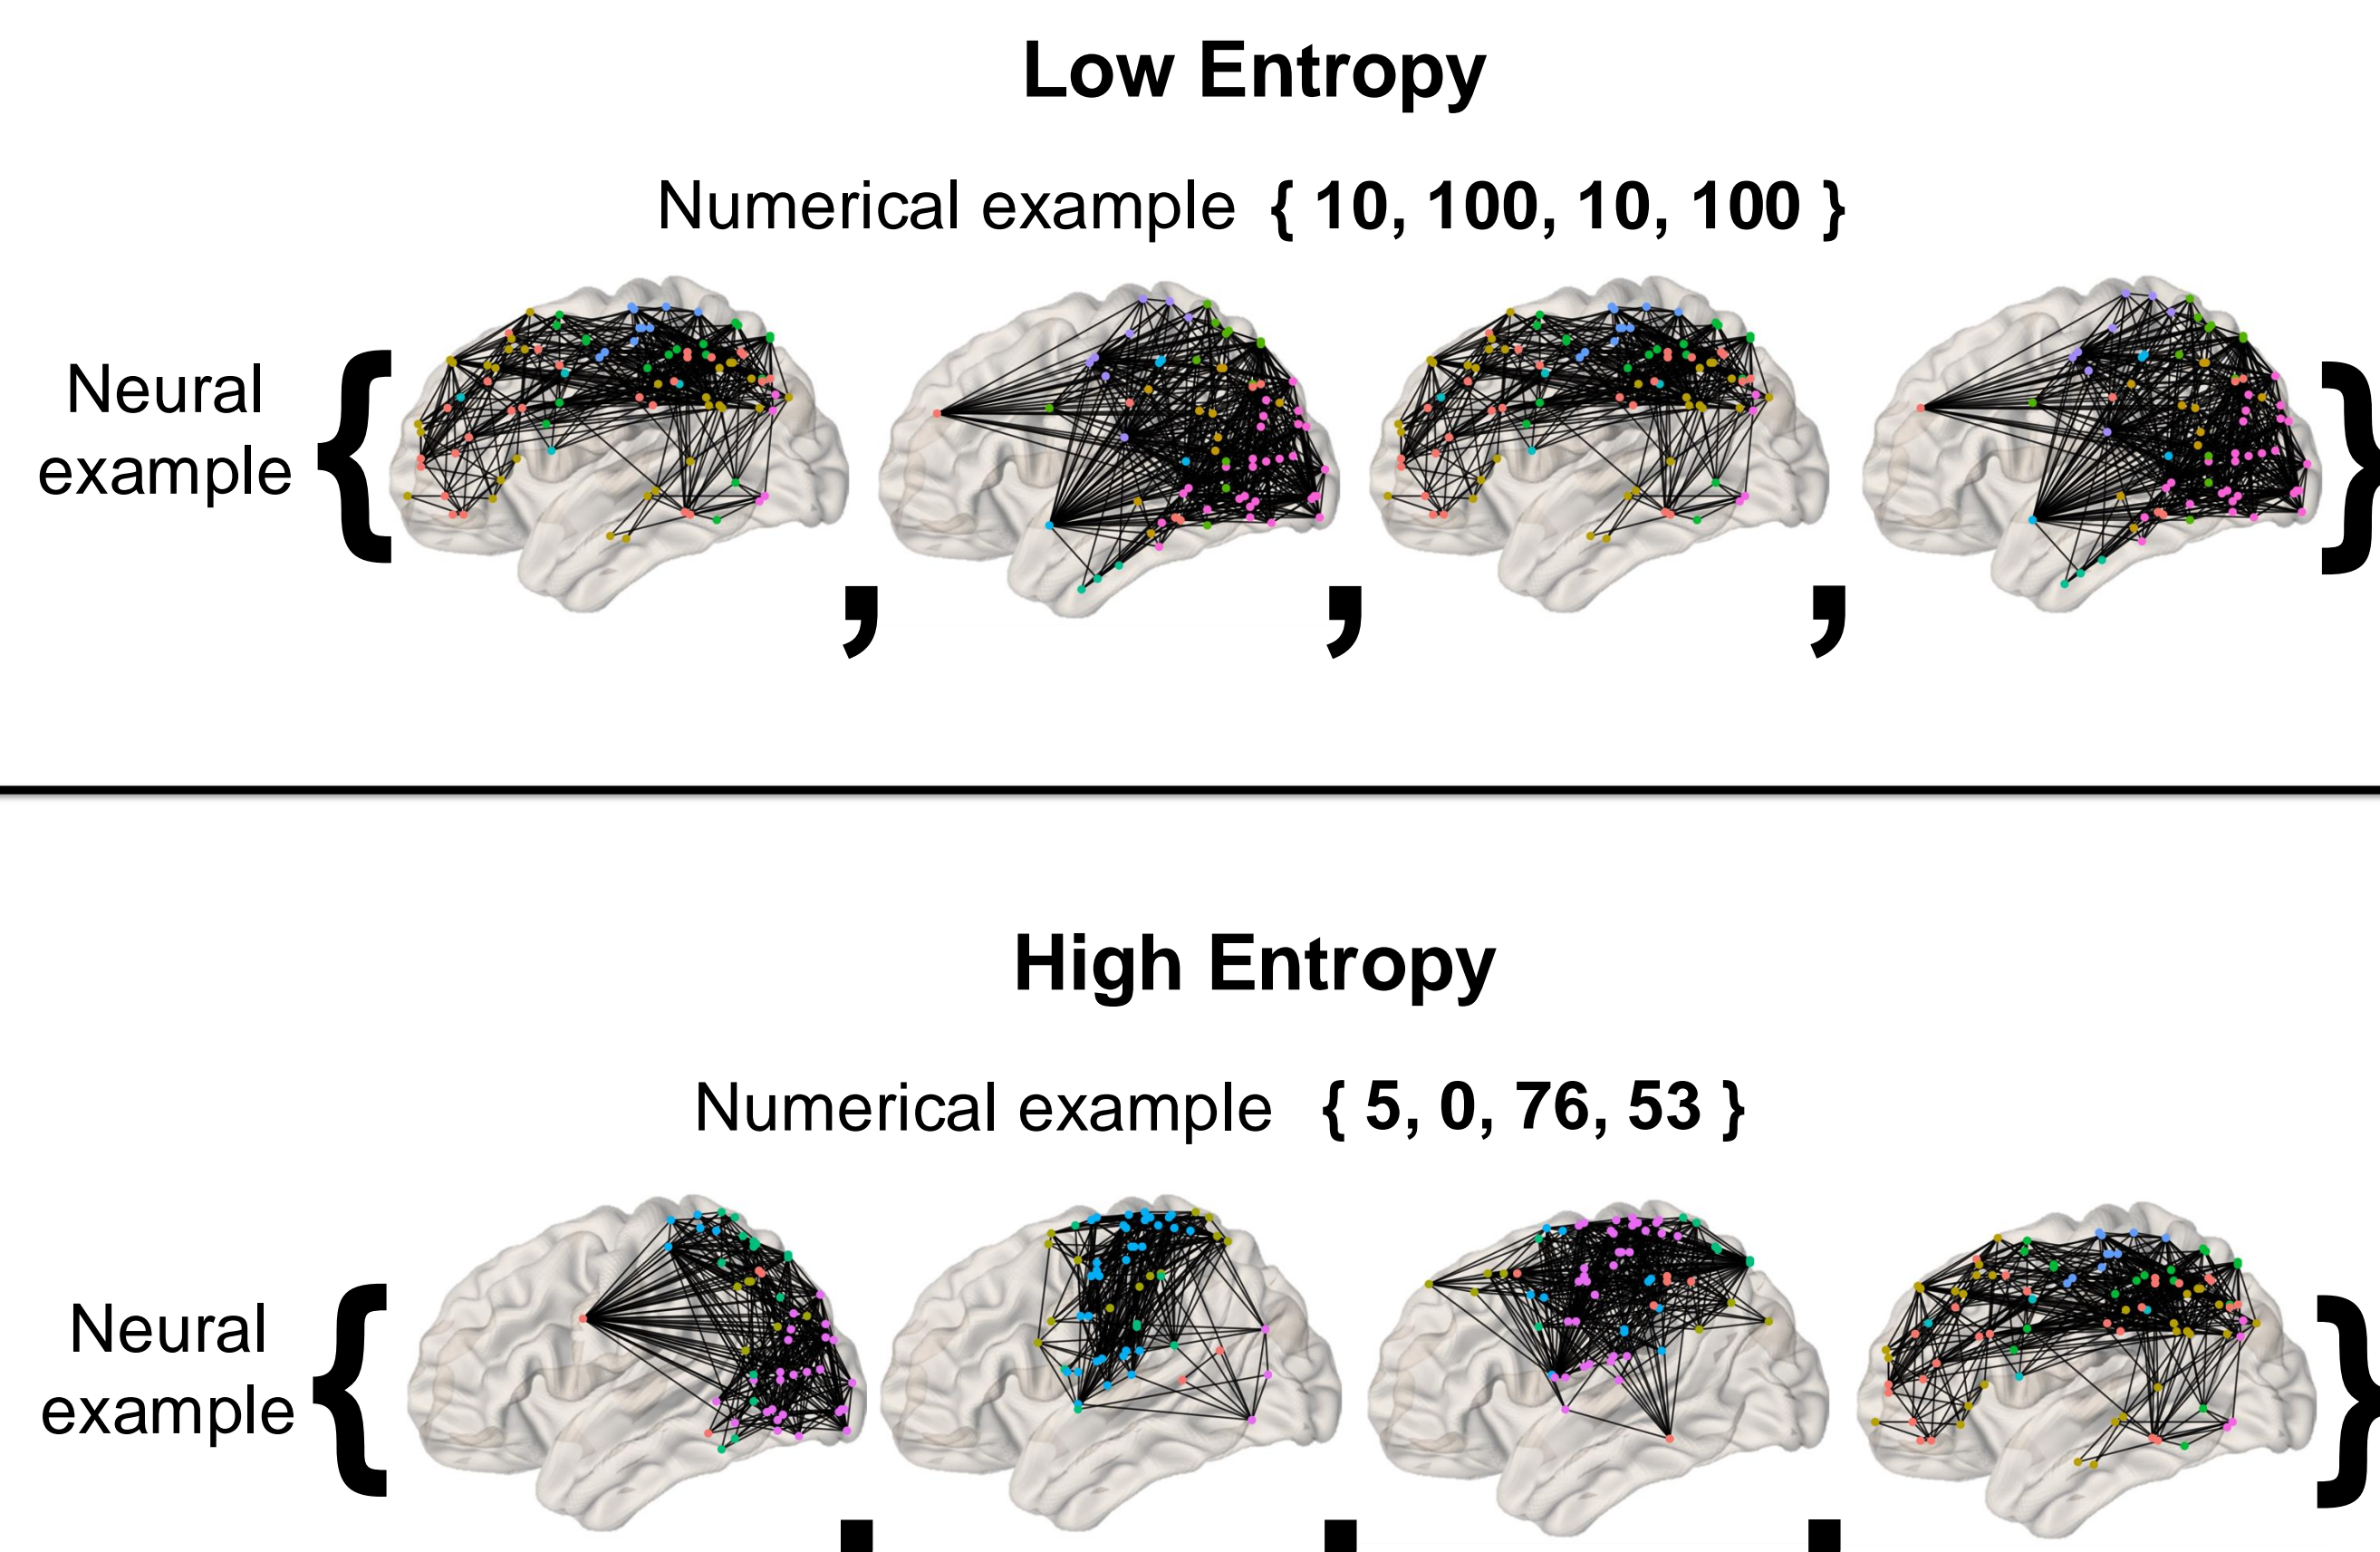 Low Entropy
Numerical example { 10, 100, 10, 100 }
Neural
example
{ , , , }
High Entropy
Numerical example { 5, 0, 76, 53 }
Neural
example
{ , , , }